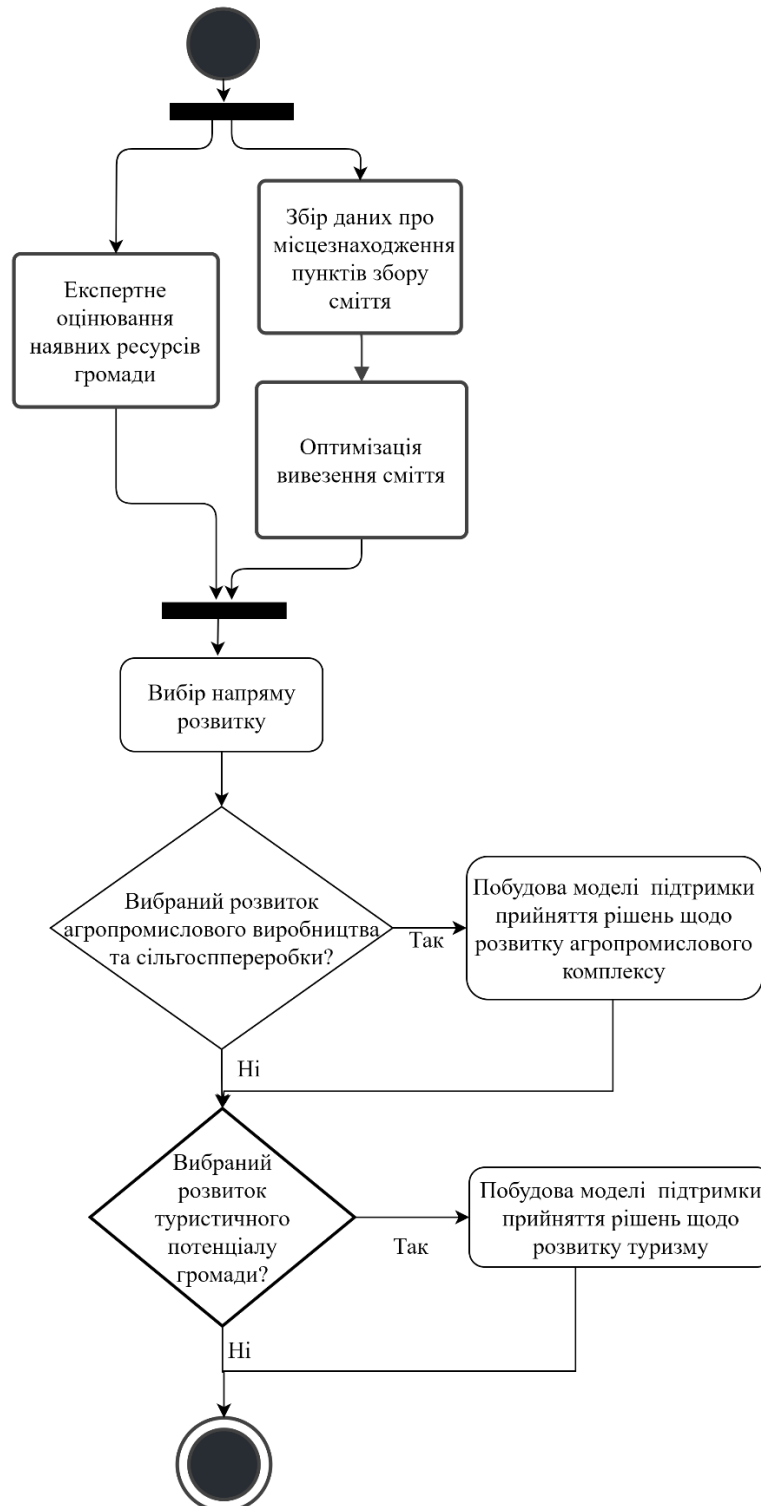 Збір даних про
місцезнаходження
пунктів збору
сміття
Експертне
оцінювання
наявних ресурсів
громади
Оптимізація
вивезення сміття
Вибір напряму
розвитку
Вибраний розвиток
агропромислового виробництва
та сільгосппереробки?
Так
Побудова моделі підтримки
прийняття рішень щодо
розвитку агропромислового
комплексу
Ні
Вибраний
розвиток
туристичного
потенціалу
громади?
Так
Побудова моделі підтримки
прийняття рішень щодо
розвитку туризму
Ні